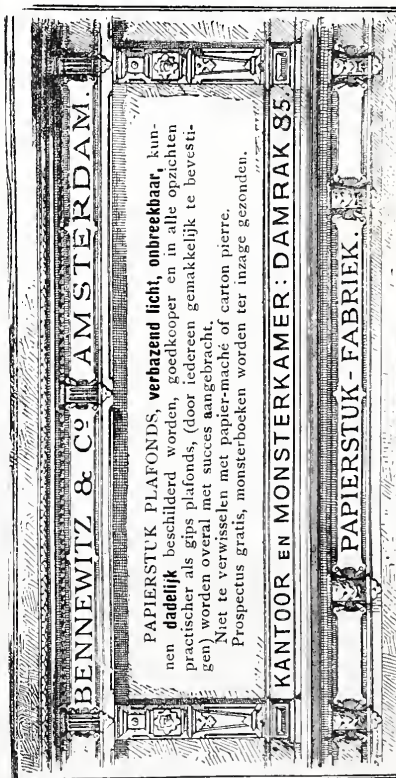 BENNEWITZ & Cº AMSTERDAM.
PAPIERSTUK PLAFONDS, verbazend licht, onbreekbaar, kun-
nen dadelijk beschilderd worden, goedkooper en in alle opzichten
practischer als gips plafonds, (door iedereen gemakkelijk te bevesti-
gen) worden overal met succes aangebracht.
Niet te verwisselen met papier-maché of carton pierre.
Prospectus gratis, monsterboeken worden ter inzage gezonden.
KANTOOR EN MONSTERKAMER: DAMRAK 85.
PAPIERSTUK-FABRIEK.